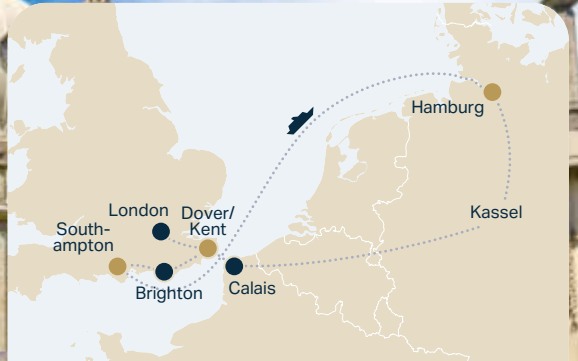 Hamburg
Kassel
London
Dover/
Kent
South-
ampton
Brighton
Calais